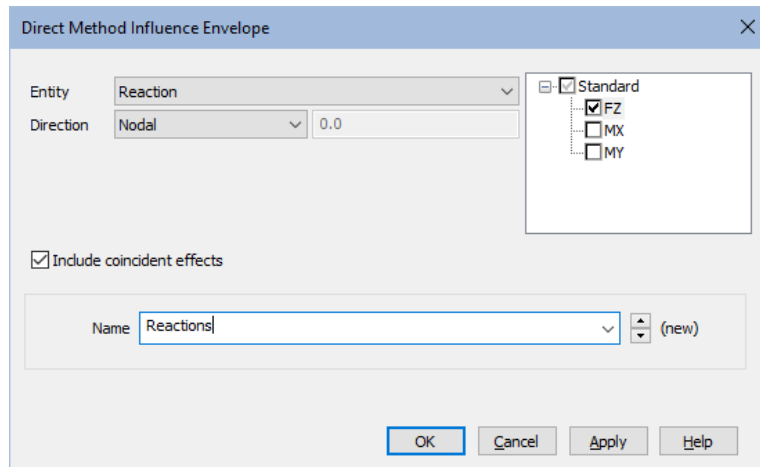 Direct Method Influence Envelope
Entity Reaction
Direction Nodal 0.0
Standard
FZ
MX
MY
Include coincident effects
Name Reactions (new)
OK Cancel Apply Help